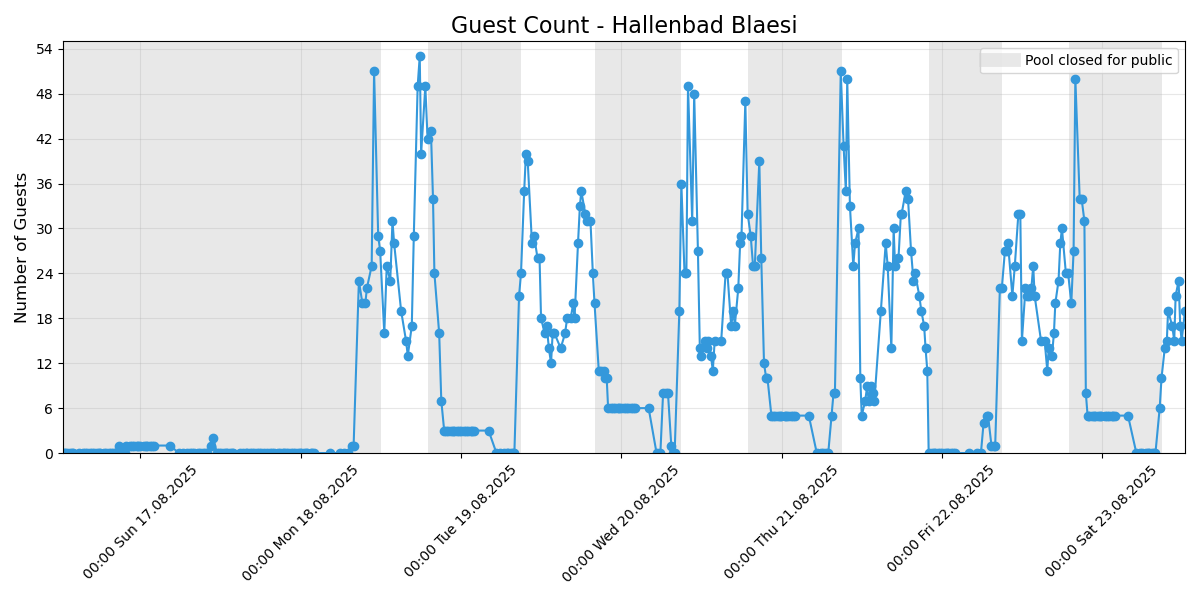 Guest Count - Hallenbad Blaesi
Number of Guests
54
48
42
36
30
24
18
12
6
0
Pool closed for public
00:00 Sun 17.08.2025
00:00 Mon 18.08.2025
00:00 Tue 19.08.2025
00:00 Wed 20.08.2025
00:00 Thu 21.08.2025
00:00 Fri 22.08.2025
00:00 Sat 23.08.2025